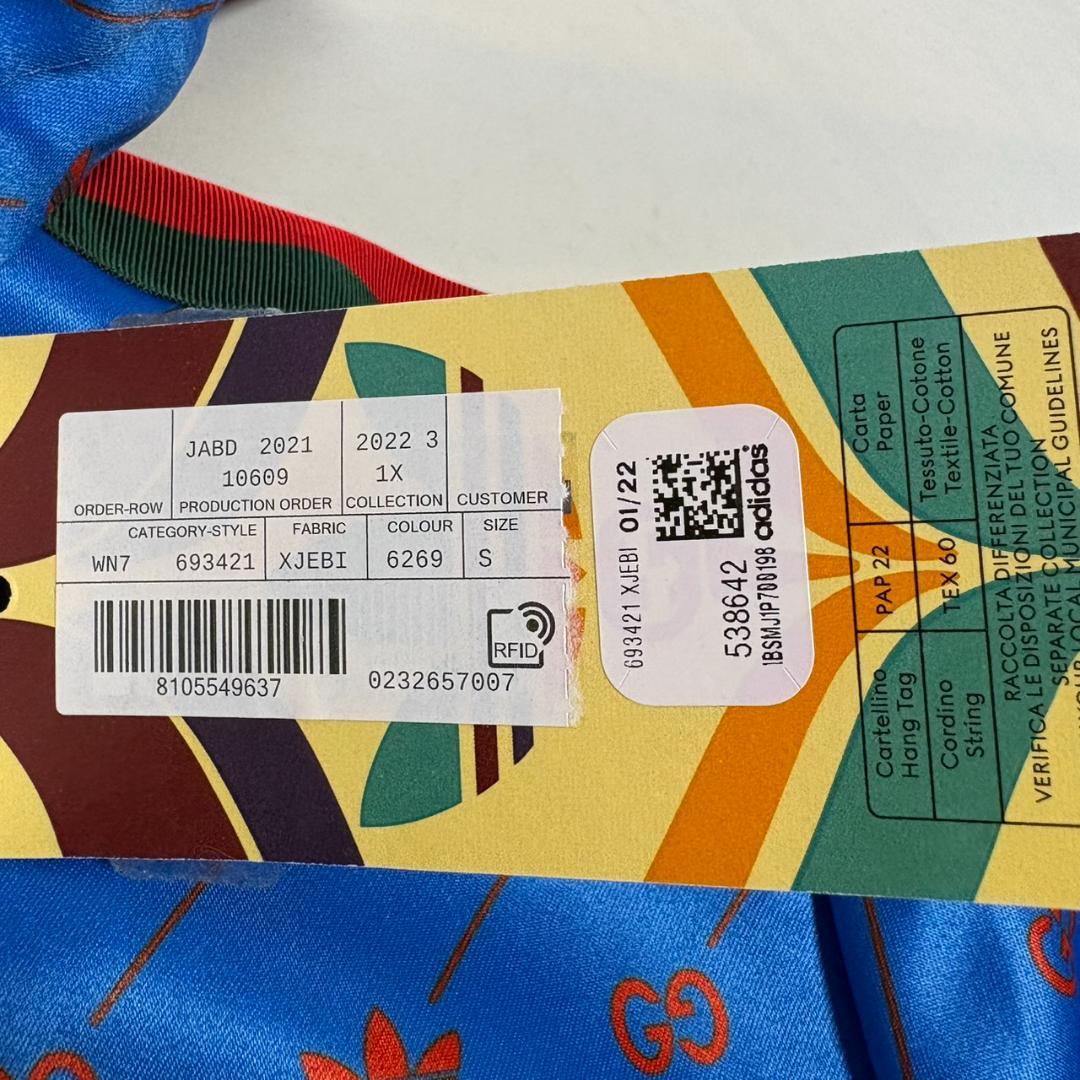 JABD 2021
10609
2022 3
1X
ORDER-ROW
PRODUCTION ORDER
COLLECTION
CUSTOMER
CATEGORY-STYLE
FABRIC
COLOUR
SIZE
WN7
693421
XJEBI
6269
S
8105549637
RFID
0232657007
693421 XJEBI 01/22
538642
IBSMJ1P700198
adidas
Cartellino
Hang Tag
PAP 22
Carta
Paper
Cordino
String
TEX 60
Tessuto-Cotone
Textile-Cotton
RACCOLTA DIFFERENZIATA
VERIFICA LE DISPOSIZIONI DEL TUO COMUNE
SEPARATE COLLECTION
YOUR LOCAL MUNICIPAL GUIDELINES
GG